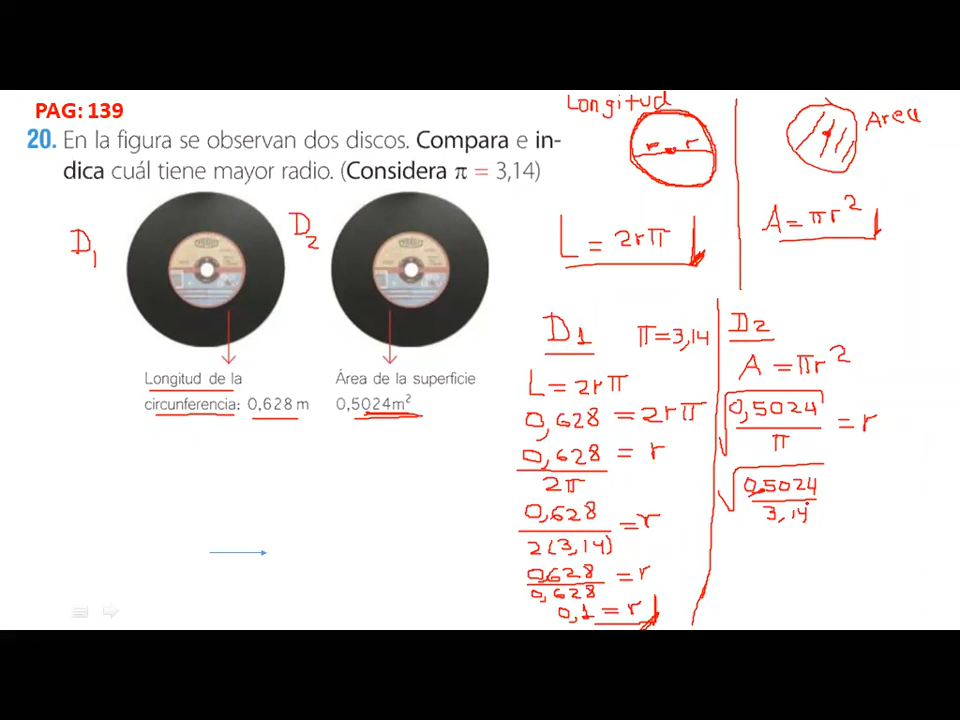 PAG: 139
20. En la figura se observan dos discos. Compara e in-
dica cuál tiene mayor radio. (Considera π = 3,14)
D1
D2
Longitud de la
circunferencia: 0,628 m
Área de la superficie
0,5024m²
Longitud
r r
L = 2rπ
Area
A = πr²
D1 π=3,14
L = 2rπ
0,628 = 2rπ
0,628/2π = r
0,628/2(3,14) = r
0,628/0,628 = r
0,1 = r
D2
A = πr²
√0,5024/π = r
√0,5024/3,14